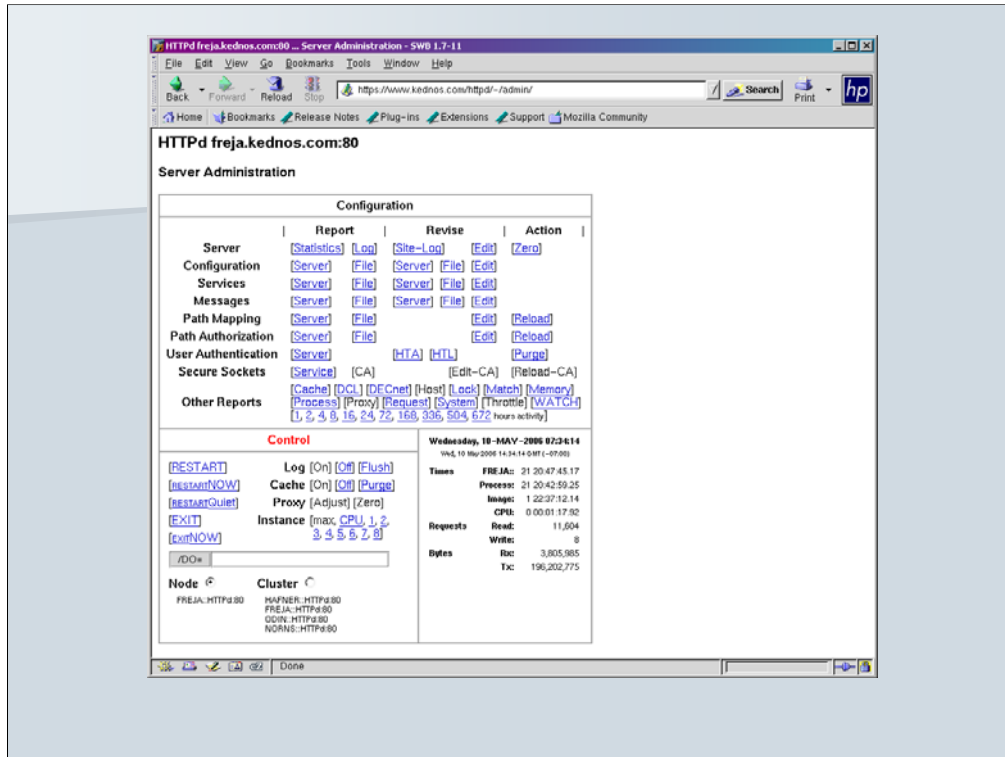 HTTPd freja.kednos.com:80 ... Server Administration - SWB 1.7-11
File Edit View Go Bookmarks Tools Window Help
Back Forward Reload Stop https://www.kednos.com/httpd/-/admin/ Search Print hp
Home Bookmarks Release Notes Plug-ins Extensions Support Mozilla Community
HTTPd freja.kednos.com:80
Server Administration
Configuration
| Report | Revise | Action |
Server [Statistics] [Log] [Site-Log] [Edit] [Zero]
Configuration [Server] [File] [Server] [File] [Edit]
Services [Server] [File] [Server] [File] [Edit]
Messages [Server] [File] [Server] [File] [Edit]
Path Mapping [Server] [File] [Edit] [Reload]
Path Authorization [Server] [File] [Edit] [Reload]
User Authentication [Server] [HTA] [HTL] [Purge]
Secure Sockets [Service] [CA] [Edit-CA] [Reload-CA]
[Cache] [DCL] [DECnet] [Host] [Lock] [Match] [Memory]
Other Reports [Process] [Proxy] [Request] [System] [Throttle] [WATCH]
[1, 2, 4, 8, 16, 24, 72, 168, 336, 504, 672 hours activity]
Control
[RESTART] Log [On] [Off] [Flush]
[RESTARTNOW] Cache [On] [Off] [Purge]
[RESTARTQuiet] Proxy [Adjust] [Zero]
[EXIT] Instance [max, CPU, 1, 2,
[EXITNOW] 3, 4, 5, 6, 7, 8]
/DO=
Node Cluster
FREJA::HTTPd:80 HAFNER::HTTPd:80
FREJA::HTTPd:80
ODIN::HTTPd:80
NORNS::HTTPd:80
Wednesday, 10-MAY-2006 07:34:14
Wed, 10 May 2006 14:34:14 GMT (-07:00)
Times FREJA:: 21 20:47:45.17
Process: 21 20:42:59.25
Image: 1 22:37:12.14
CPU: 0 00:01:17.92
Requests Read: 11,604
Write: 8
Bytes Rx: 3,805,985
Tx: 196,202,775
Done